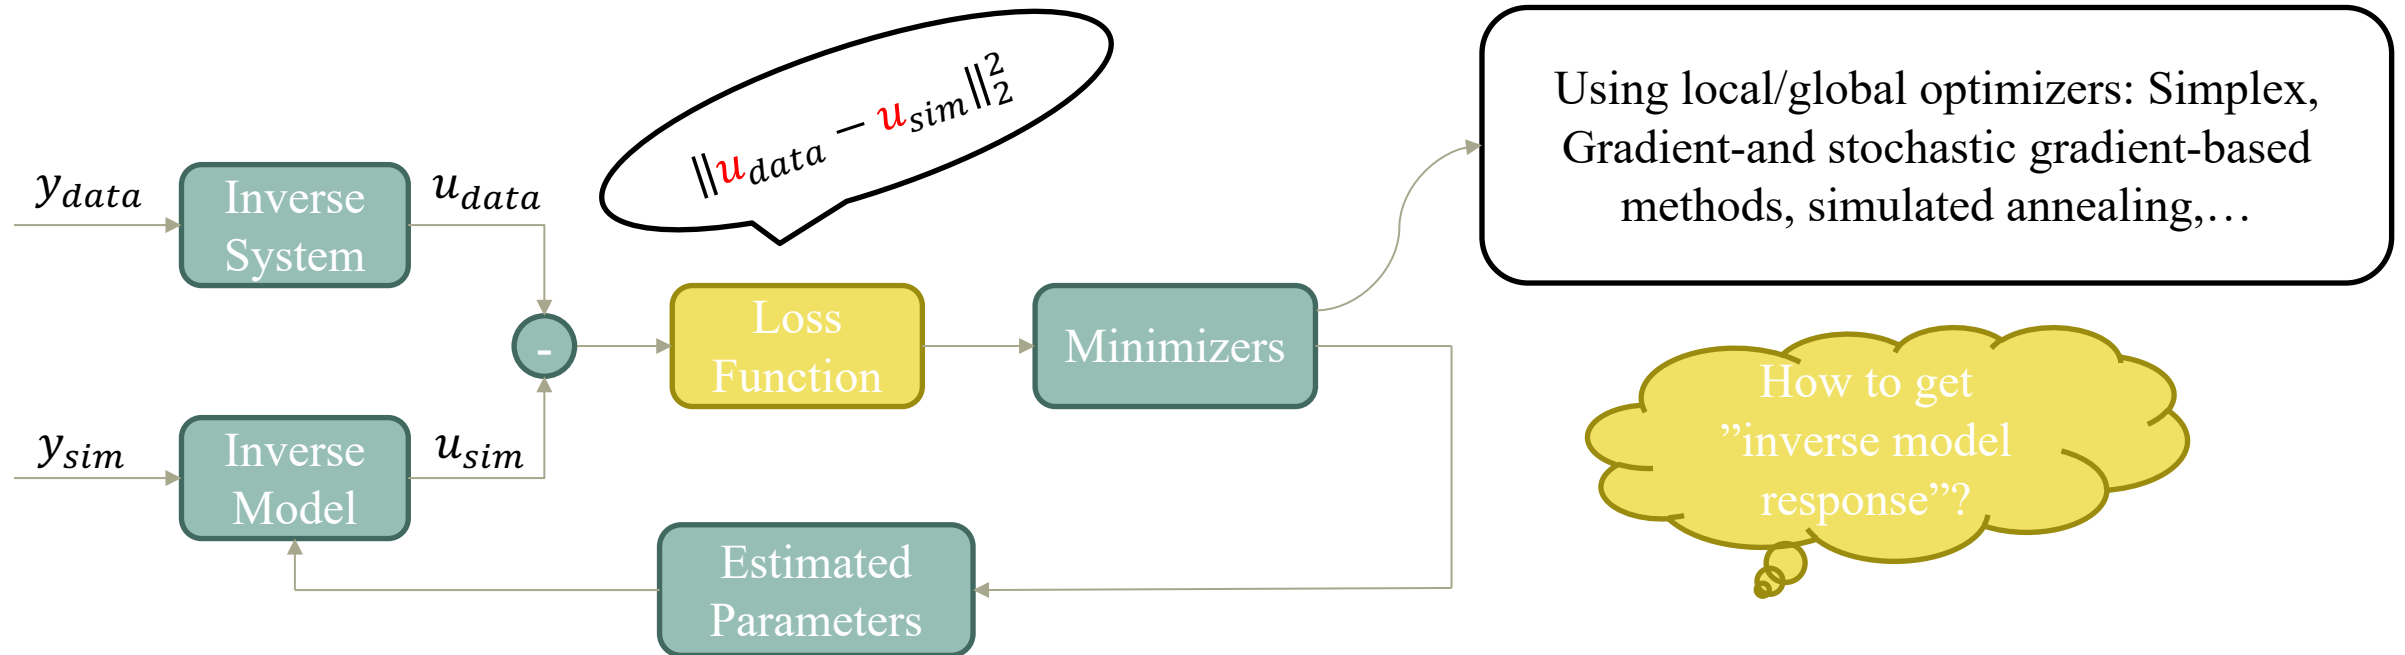 y_data
Inverse
System
u_data
‖u_data − u_sim‖₂²
Using local/global optimizers: Simplex,
Gradient-and stochastic gradient-based
methods, simulated annealing,…
-
Loss
Function
Minimizers
y_sim
Inverse
Model
u_sim
Estimated
Parameters
How to get
”inverse model
response”?